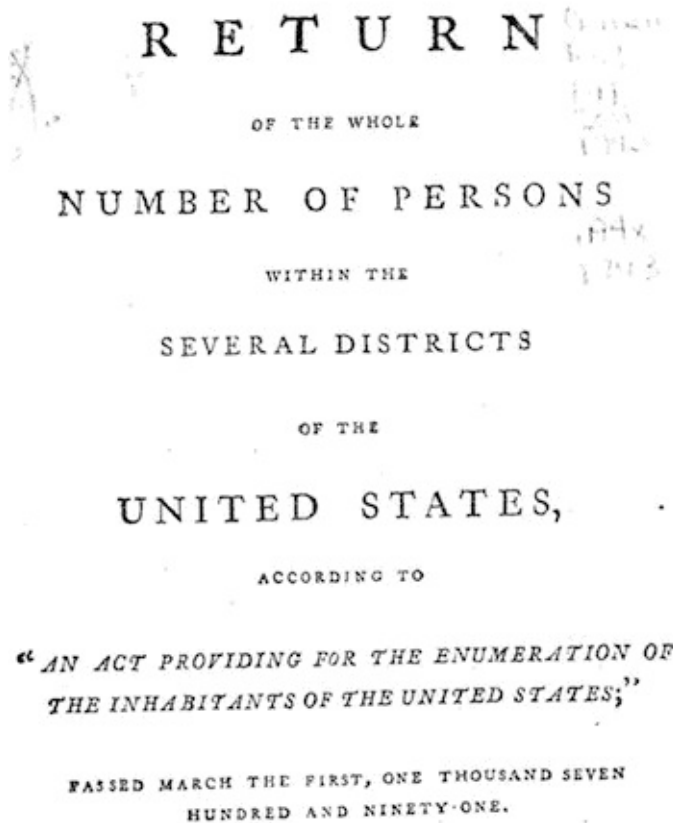 RETURN
OF THE WHOLE
NUMBER OF PERSONS
WITHIN THE
SEVERAL DISTRICTS
OF THE
UNITED STATES,
ACCORDING TO
"AN ACT PROVIDING FOR THE ENUMERATION OF
THE INHABITANTS OF THE UNITED STATES;"
PASSED MARCH THE FIRST, ONE THOUSAND SEVEN
HUNDRED AND NINETY-ONE.